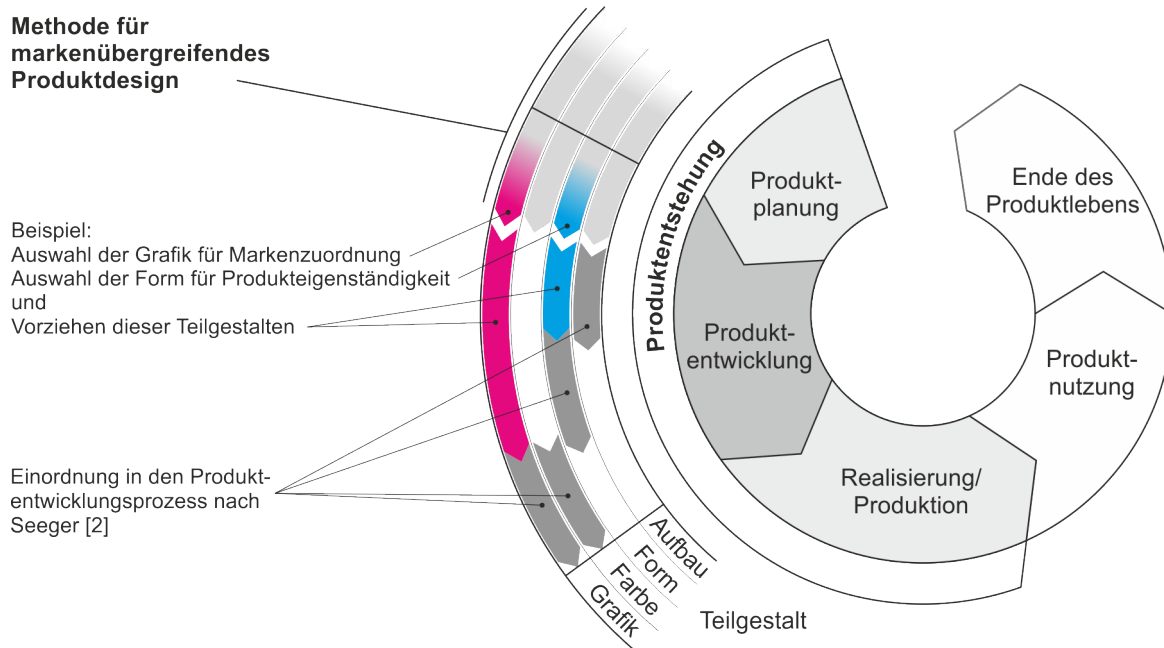 Methode für
markenübergreifendes
Produktdesign
Beispiel:
Auswahl der Grafik für Markenzuordnung
Auswahl der Form für Produkteigenständigkeit
und
Vorziehen dieser Teilgestalten
Einordnung in den Produkt-
entwicklungsprozess nach
Seeger [2]
Aufbau
Form
Farbe
Grafik
Teilgestalt
Produktentstehung
Produkt-
planung
Produkt-
entwicklung
Realisierung/
Produktion
Produkt-
nutzung
Ende des
Produktlebens